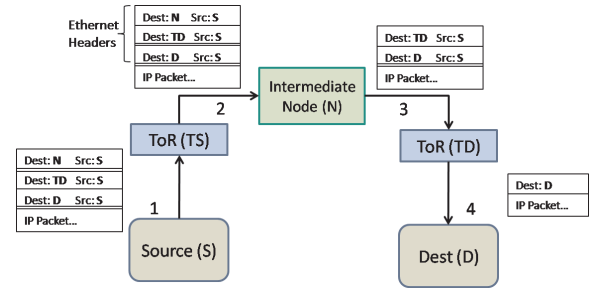 Ethernet
Headers
Dest: N Src: S
Dest: TD Src: S
Dest: D Src: S
IP Packet...
Dest: TD Src: S
Dest: D Src: S
IP Packet...
Intermediate
Node (N)
2
3
ToR (TS)
ToR (TD)
Dest: N Src: S
Dest: TD Src: S
Dest: D Src: S
IP Packet...
1
4
Dest: D
IP Packet...
Source (S)
Dest (D)